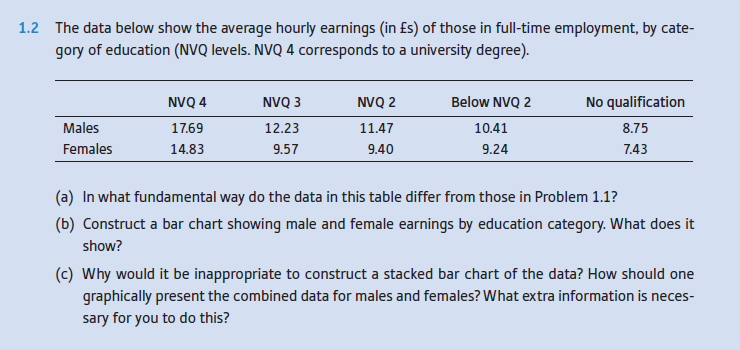 1.2 The data below show the average hourly earnings (in £s) of those in full-time employment, by cate-
gory of education (NVQ levels. NVQ 4 corresponds to a university degree).
NVQ 4 NVQ 3 NVQ 2 Below NVQ 2 No qualification
Males 17.69 12.23 11.47 10.41 8.75
Females 14.83 9.57 9.40 9.24 7.43
(a) In what fundamental way do the data in this table differ from those in Problem 1.1?
(b) Construct a bar chart showing male and female earnings by education category. What does it
show?
(c) Why would it be inappropriate to construct a stacked bar chart of the data? How should one
graphically present the combined data for males and females? What extra information is neces-
sary for you to do this?